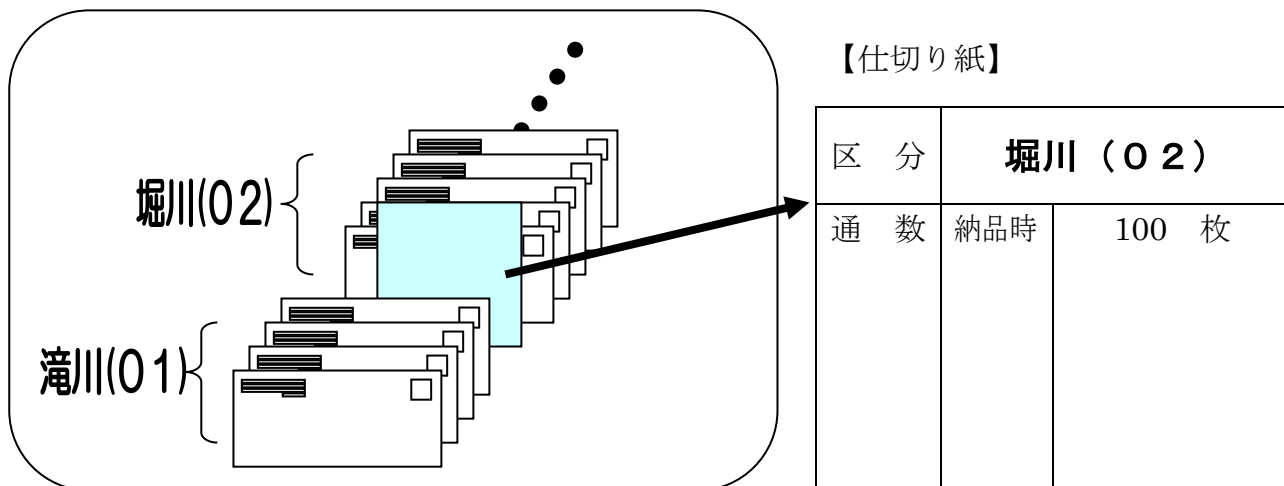 堀川(02)
滝川(01)
【仕切り紙】
区 分 堀川(02)
通 数 納品時 100 枚